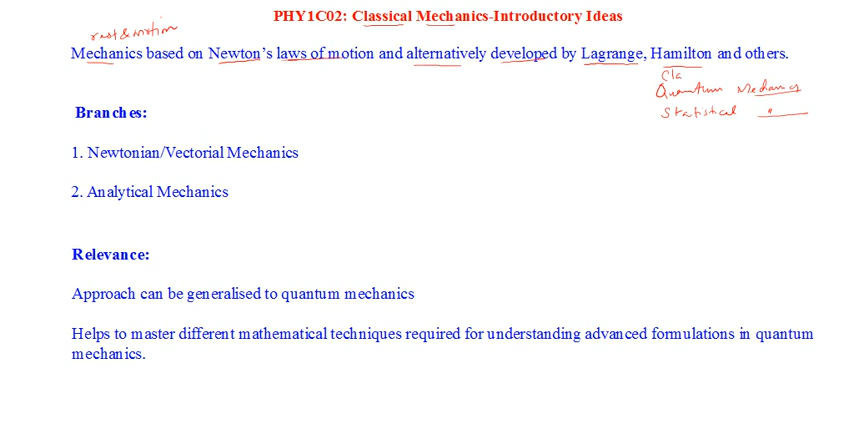 PHY1C02: Classical Mechanics-Introductory Ideas
rest & motion
Mechanics based on Newton's laws of motion and alternatively developed by Lagrange, Hamilton and others.
Cla
Quantum Mechanics
Statistical "
Branches:
1. Newtonian/Vectorial Mechanics
2. Analytical Mechanics
Relevance:
Approach can be generalised to quantum mechanics
Helps to master different mathematical techniques required for understanding advanced formulations in quantum
mechanics.